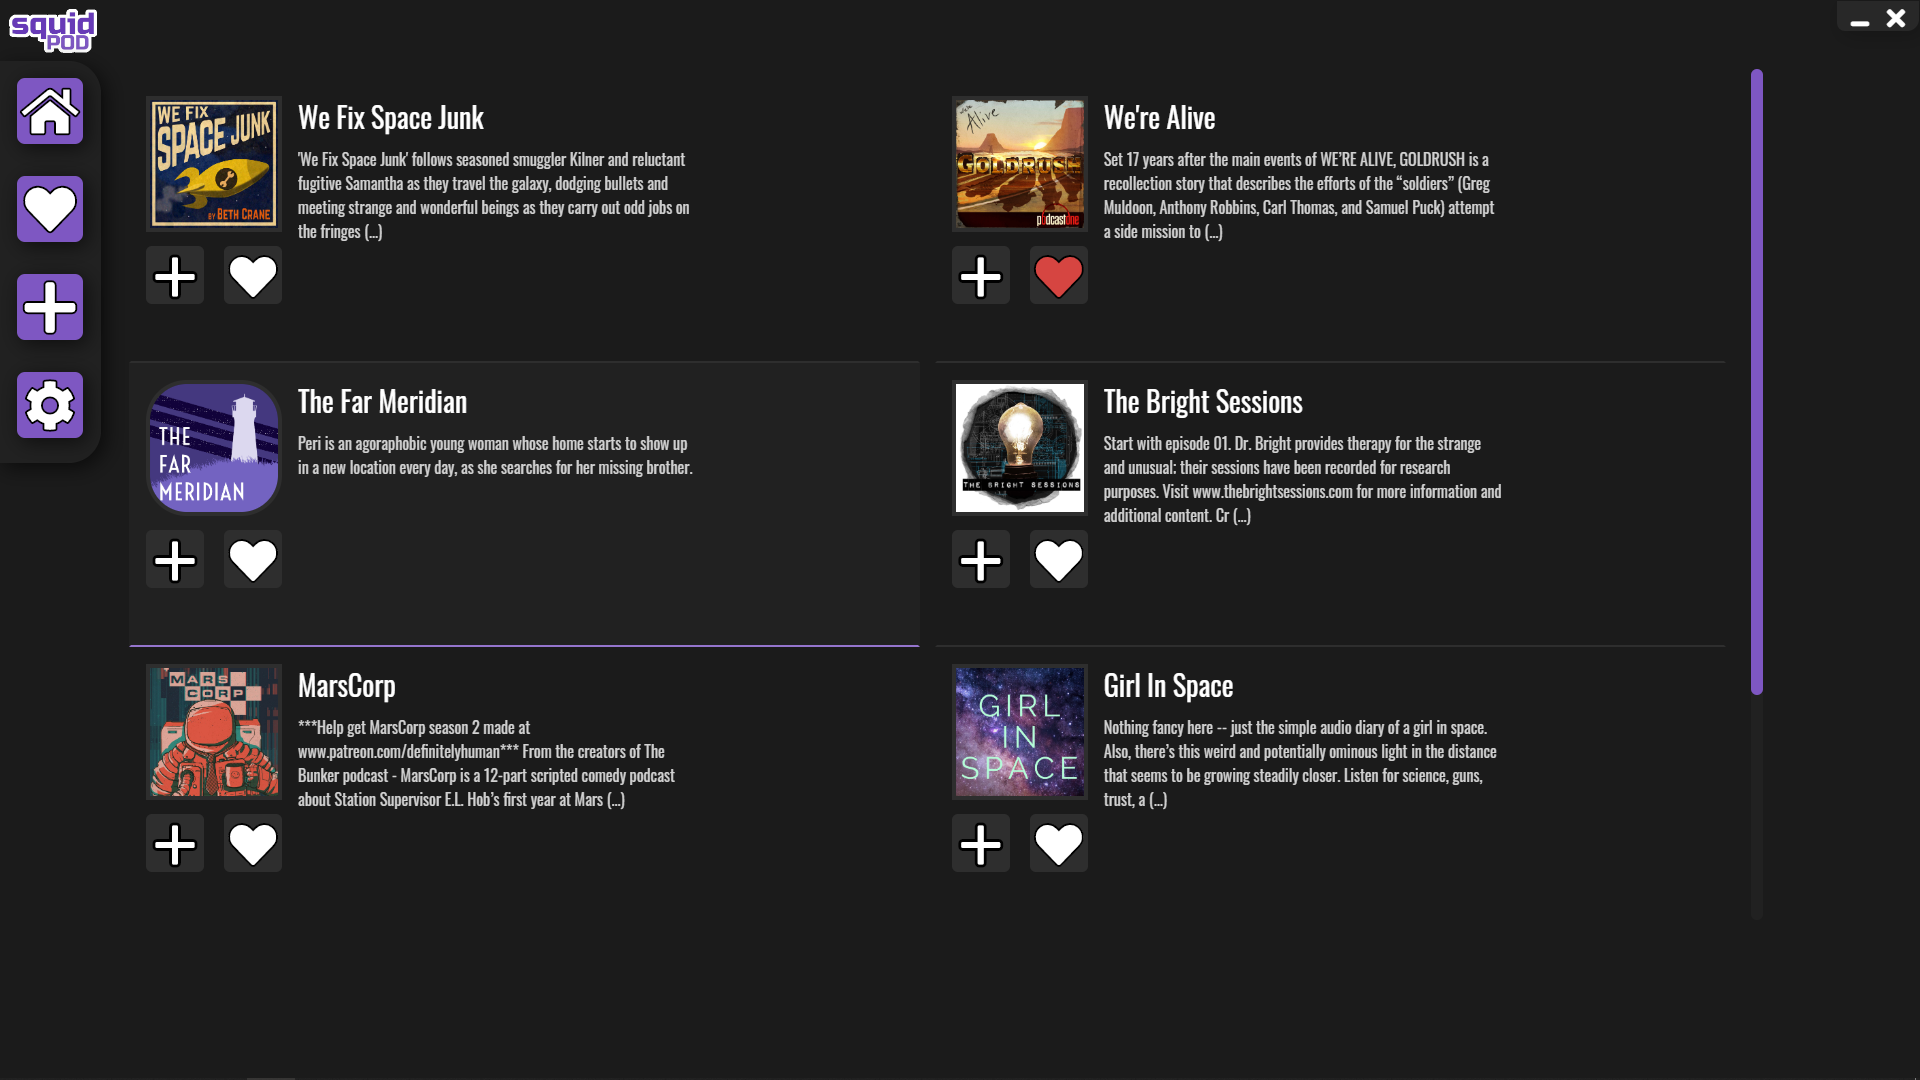 squid
POD
WE FIX
SPACE JUNK
BY BETH CRANE
We Fix Space Junk
'We Fix Space Junk' follows seasoned smuggler Kilner and reluctant
fugitive Samantha as they travel the galaxy, dodging bullets and
meeting strange and wonderful beings as they carry out odd jobs on
the fringes (...)
Alive
GOLDRUSH
podcastone
We're Alive
Set 17 years after the main events of WE’RE ALIVE, GOLDRUSH is a
recollection story that describes the efforts of the “soldiers” (Greg
Muldoon, Anthony Robbins, Carl Thomas, and Samuel Puck) attempt
a side mission to (...)
THE
FAR
MERIDIAN
The Far Meridian
Peri is an agoraphobic young woman whose home starts to show up
in a new location every day, as she searches for her missing brother.
THE BRIGHT SESSIONS
The Bright Sessions
Start with episode 01. Dr. Bright provides therapy for the strange
and unusual; their sessions have been recorded for research
purposes. Visit www.thebrightsessions.com for more information and
additional content. Cr (...)
MARS
CORP
MarsCorp
***Help get MarsCorp season 2 made at
www.patreon.com/definitelyhuman*** From the creators of The
Bunker podcast - MarsCorp is a 12-part scripted comedy podcast
about Station Supervisor E.L. Hob’s first year at Mars (...)
GIRL
IN
SPACE
Girl In Space
Nothing fancy here -- just the simple audio diary of a girl in space.
Also, there’s this weird and potentially ominous light in the distance
that seems to be growing steadily closer. Listen for science, guns,
trust, a (...)